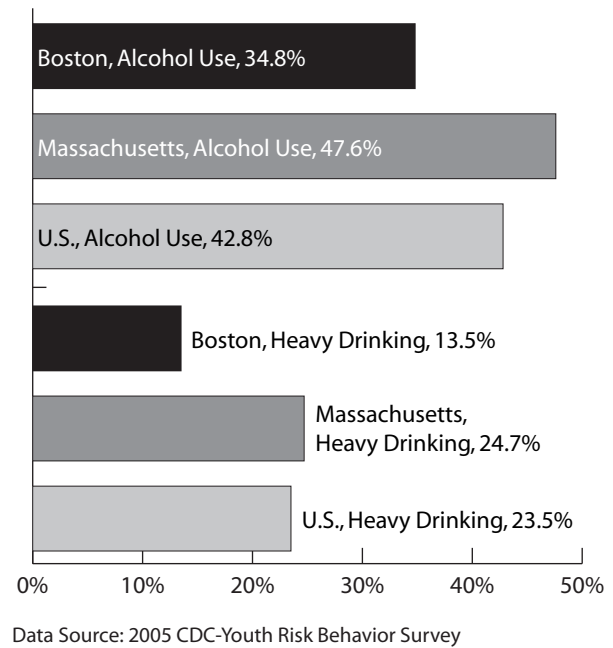 Boston, Alcohol Use, 34.8%
Massachusetts, Alcohol Use, 47.6%
U.S., Alcohol Use, 42.8%
Boston, Heavy Drinking, 13.5%
Massachusetts,
Heavy Drinking, 24.7%
U.S., Heavy Drinking, 23.5%
0% 10% 20% 30% 40% 50%
Data Source: 2005 CDC-Youth Risk Behavior Survey